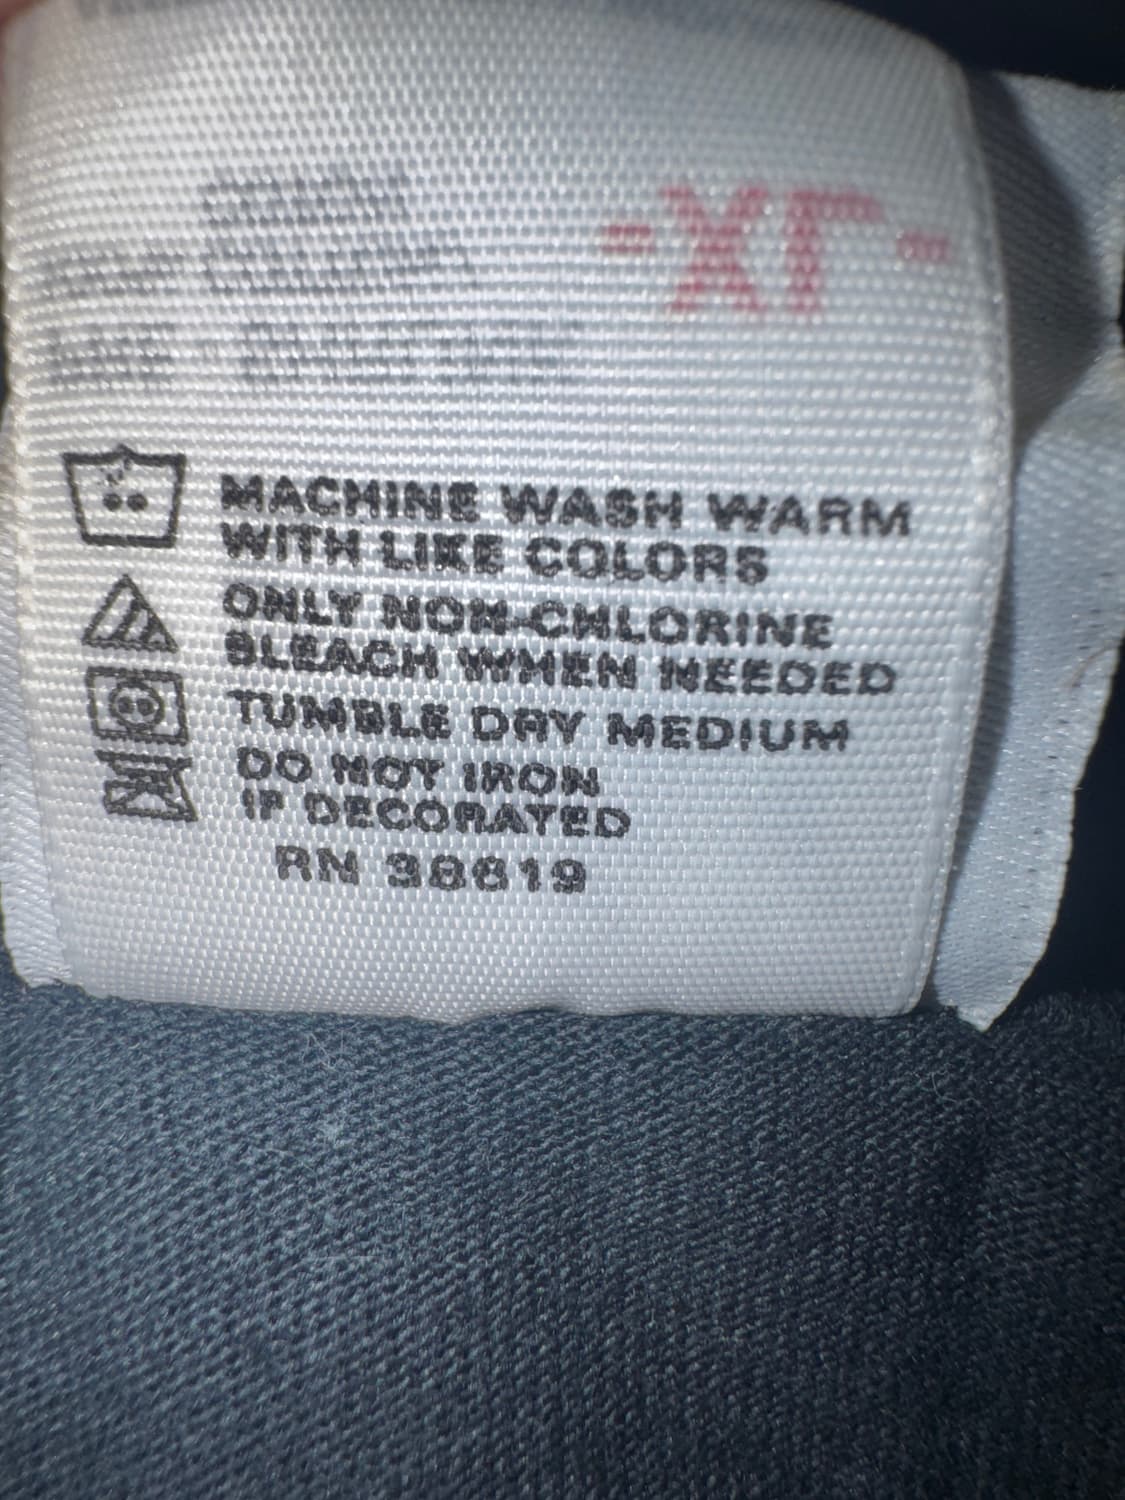 -XL-
MACHINE WASH WARM
WITH LIKE COLORS
ONLY NON-CHLORINE
BLEACH WHEN NEEDED
TUMBLE DRY MEDIUM
DO NOT IRON
IF DECORATED
RN 38619